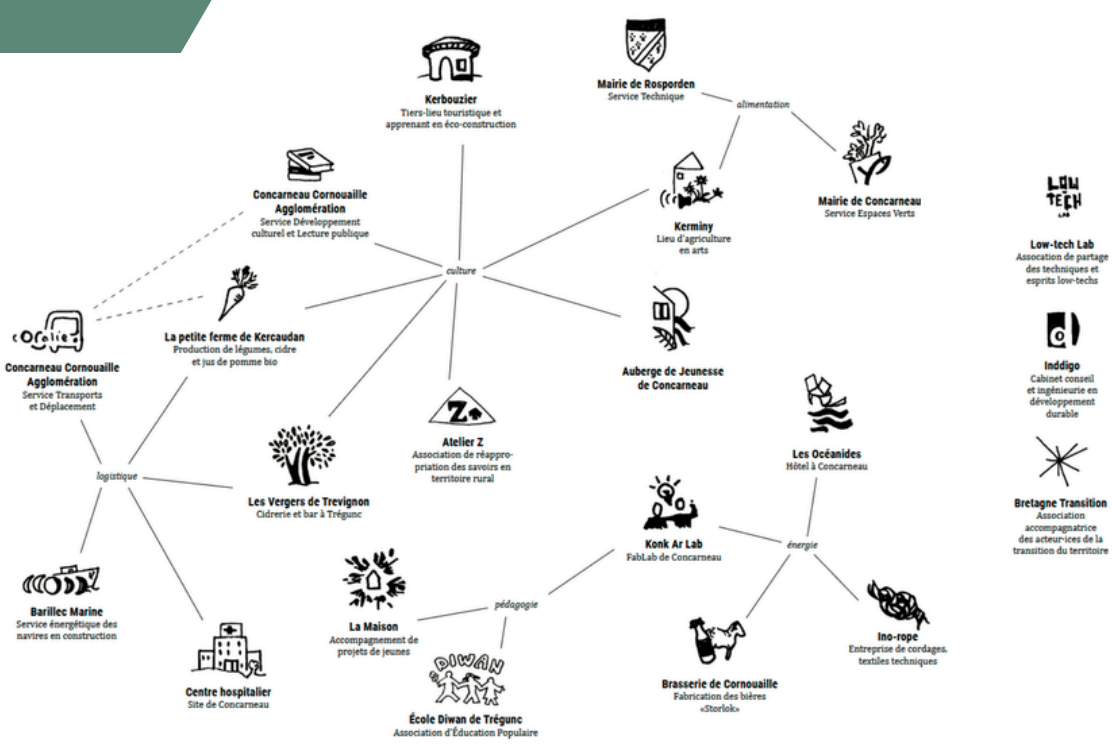 Kerbouzier
Tiers-lieu touristique et
apprenant en éco-construction
Mairie de Rosporden
Service Technique
alimentation
Mairie de Concarneau
Service Espaces Verts
Concarneau Cornouaille
Agglomération
Service Développement
culturel et Lecture publique
Kerminy
Lieu d'agriculture
en arts
LOW
TECH
LAB
Low-tech Lab
Assocation de partage
des techniques et
esprits low-techs
culture
coralie
Concarneau Cornouaille
Agglomération
Service Transports
et Déplacement
La petite ferme de Kercaudan
Production de légumes, cidre
et jus de pomme bio
Auberge de Jeunesse
de Concarneau
Inddigo
Cabinet conseil
et ingénieurie en
développement
durable
Z
Atelier Z
Association de réappro-
priation des savoirs en
territoire rural
Les Océanides
Hôtel à Concarneau
logistique
Les Vergers de Trevignon
Cidrerie et bar à Trégunc
Bretagne Transition
Association
accompagnatrice
des acteur·ices de la
transition du territoire
Konk Ar Lab
FabLab de Concarneau
énergie
Barillec Marine
Service énergétique des
navires en construction
La Maison
Accompagnement de
projets de jeunes
pédagogie
Ino-rope
Entreprise de cordages,
textiles techniques
Centre hospitalier
Site de Concarneau
DIWAN
École Diwan de Trégunc
Association d'Éducation Populaire
Brasserie de Cornouaille
Fabrication des bières
«Storlok»